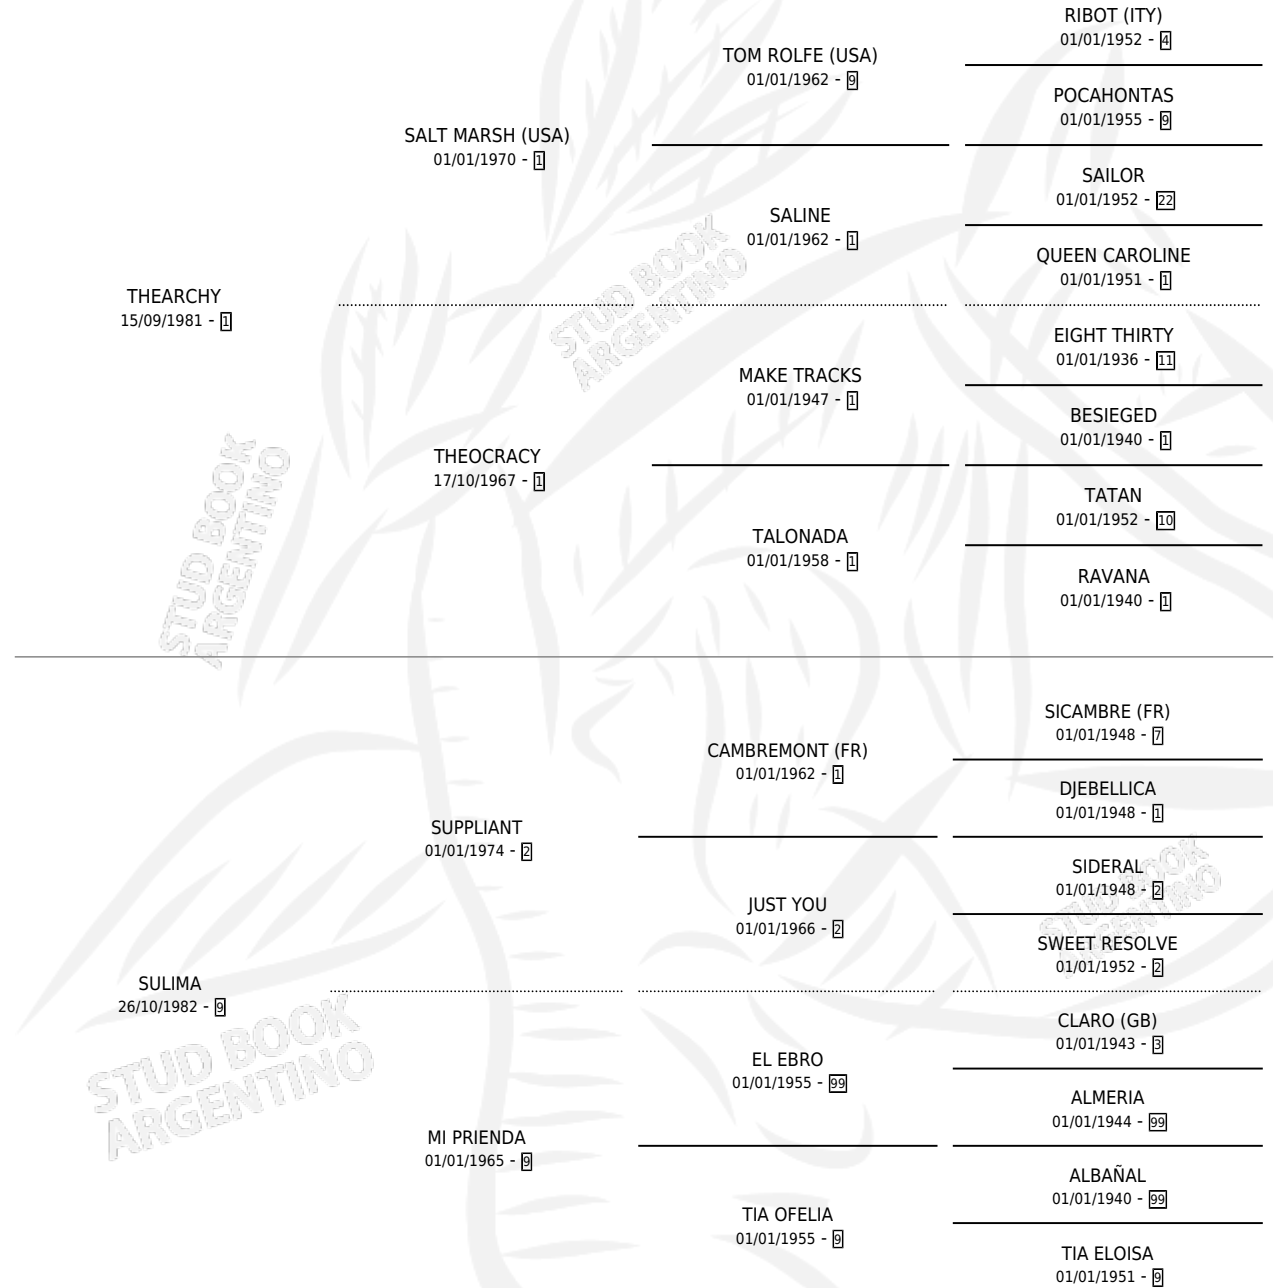 RIBOT (ITY)
01/01/1952 - 4
TOM ROLFE (USA)
01/01/1962 - 9
POCAHONTAS
01/01/1955 - 9
SALT MARSH (USA)
01/01/1970 - 1
SAILOR
01/01/1952 - 22
SALINE
01/01/1962 - 1
QUEEN CAROLINE
01/01/1951 - 1
THEARCHY
15/09/1981 - 1
EIGHT THIRTY
01/01/1936 - 11
MAKE TRACKS
01/01/1947 - 1
BESIEGED
01/01/1940 - 1
THEOCRACY
17/10/1967 - 1
TATAN
01/01/1952 - 10
TALONADA
01/01/1958 - 1
RAVANA
01/01/1940 - 1
SICAMBRE (FR)
01/01/1948 - 7
CAMBREMONT (FR)
01/01/1962 - 1
DJEBELLICA
01/01/1948 - 1
SUPPLIANT
01/01/1974 - 2
SIDERAL
01/01/1948 - 2
JUST YOU
01/01/1966 - 2
SWEET RESOLVE
01/01/1952 - 2
SULIMA
26/10/1982 - 9
CLARO (GB)
01/01/1943 - 3
EL EBRO
01/01/1955 - 99
ALMERIA
01/01/1944 - 99
MI PRIENDA
01/01/1965 - 9
ALBAÑAL
01/01/1940 - 99
TIA OFELIA
01/01/1955 - 9
TIA ELOISA
01/01/1951 - 9
STUD BOOK
ARGENTINO
STUD BOOK
ARGENTINO
STUD BOOK
ARGENTINO
STUD BOOK
ARGENTINO